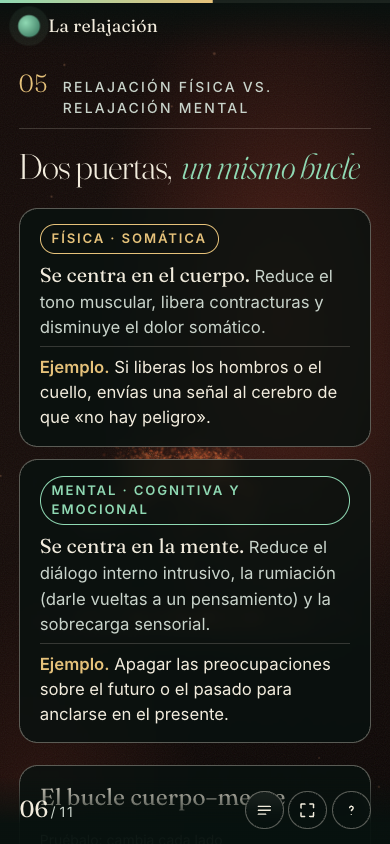 La relajación
05 RELAJACIÓN FÍSICA VS.
RELAJACIÓN MENTAL
Dos puertas, un mismo bucle
FÍSICA · SOMÁTICA
Se centra en el cuerpo. Reduce el
tono muscular, libera contracturas y
disminuye el dolor somático.
Ejemplo. Si liberas los hombros o el
cuello, envías una señal al cerebro de
que «no hay peligro».
MENTAL · COGNITIVA Y
EMOCIONAL
Se centra en la mente. Reduce el
diálogo interno intrusivo, la rumiación
(darle vueltas a un pensamiento) y la
sobrecarga sensorial.
Ejemplo. Apagar las preocupaciones
sobre el futuro o el pasado para
anclarse en el presente.
El bucle cuerpo–mente
06 / 11
?